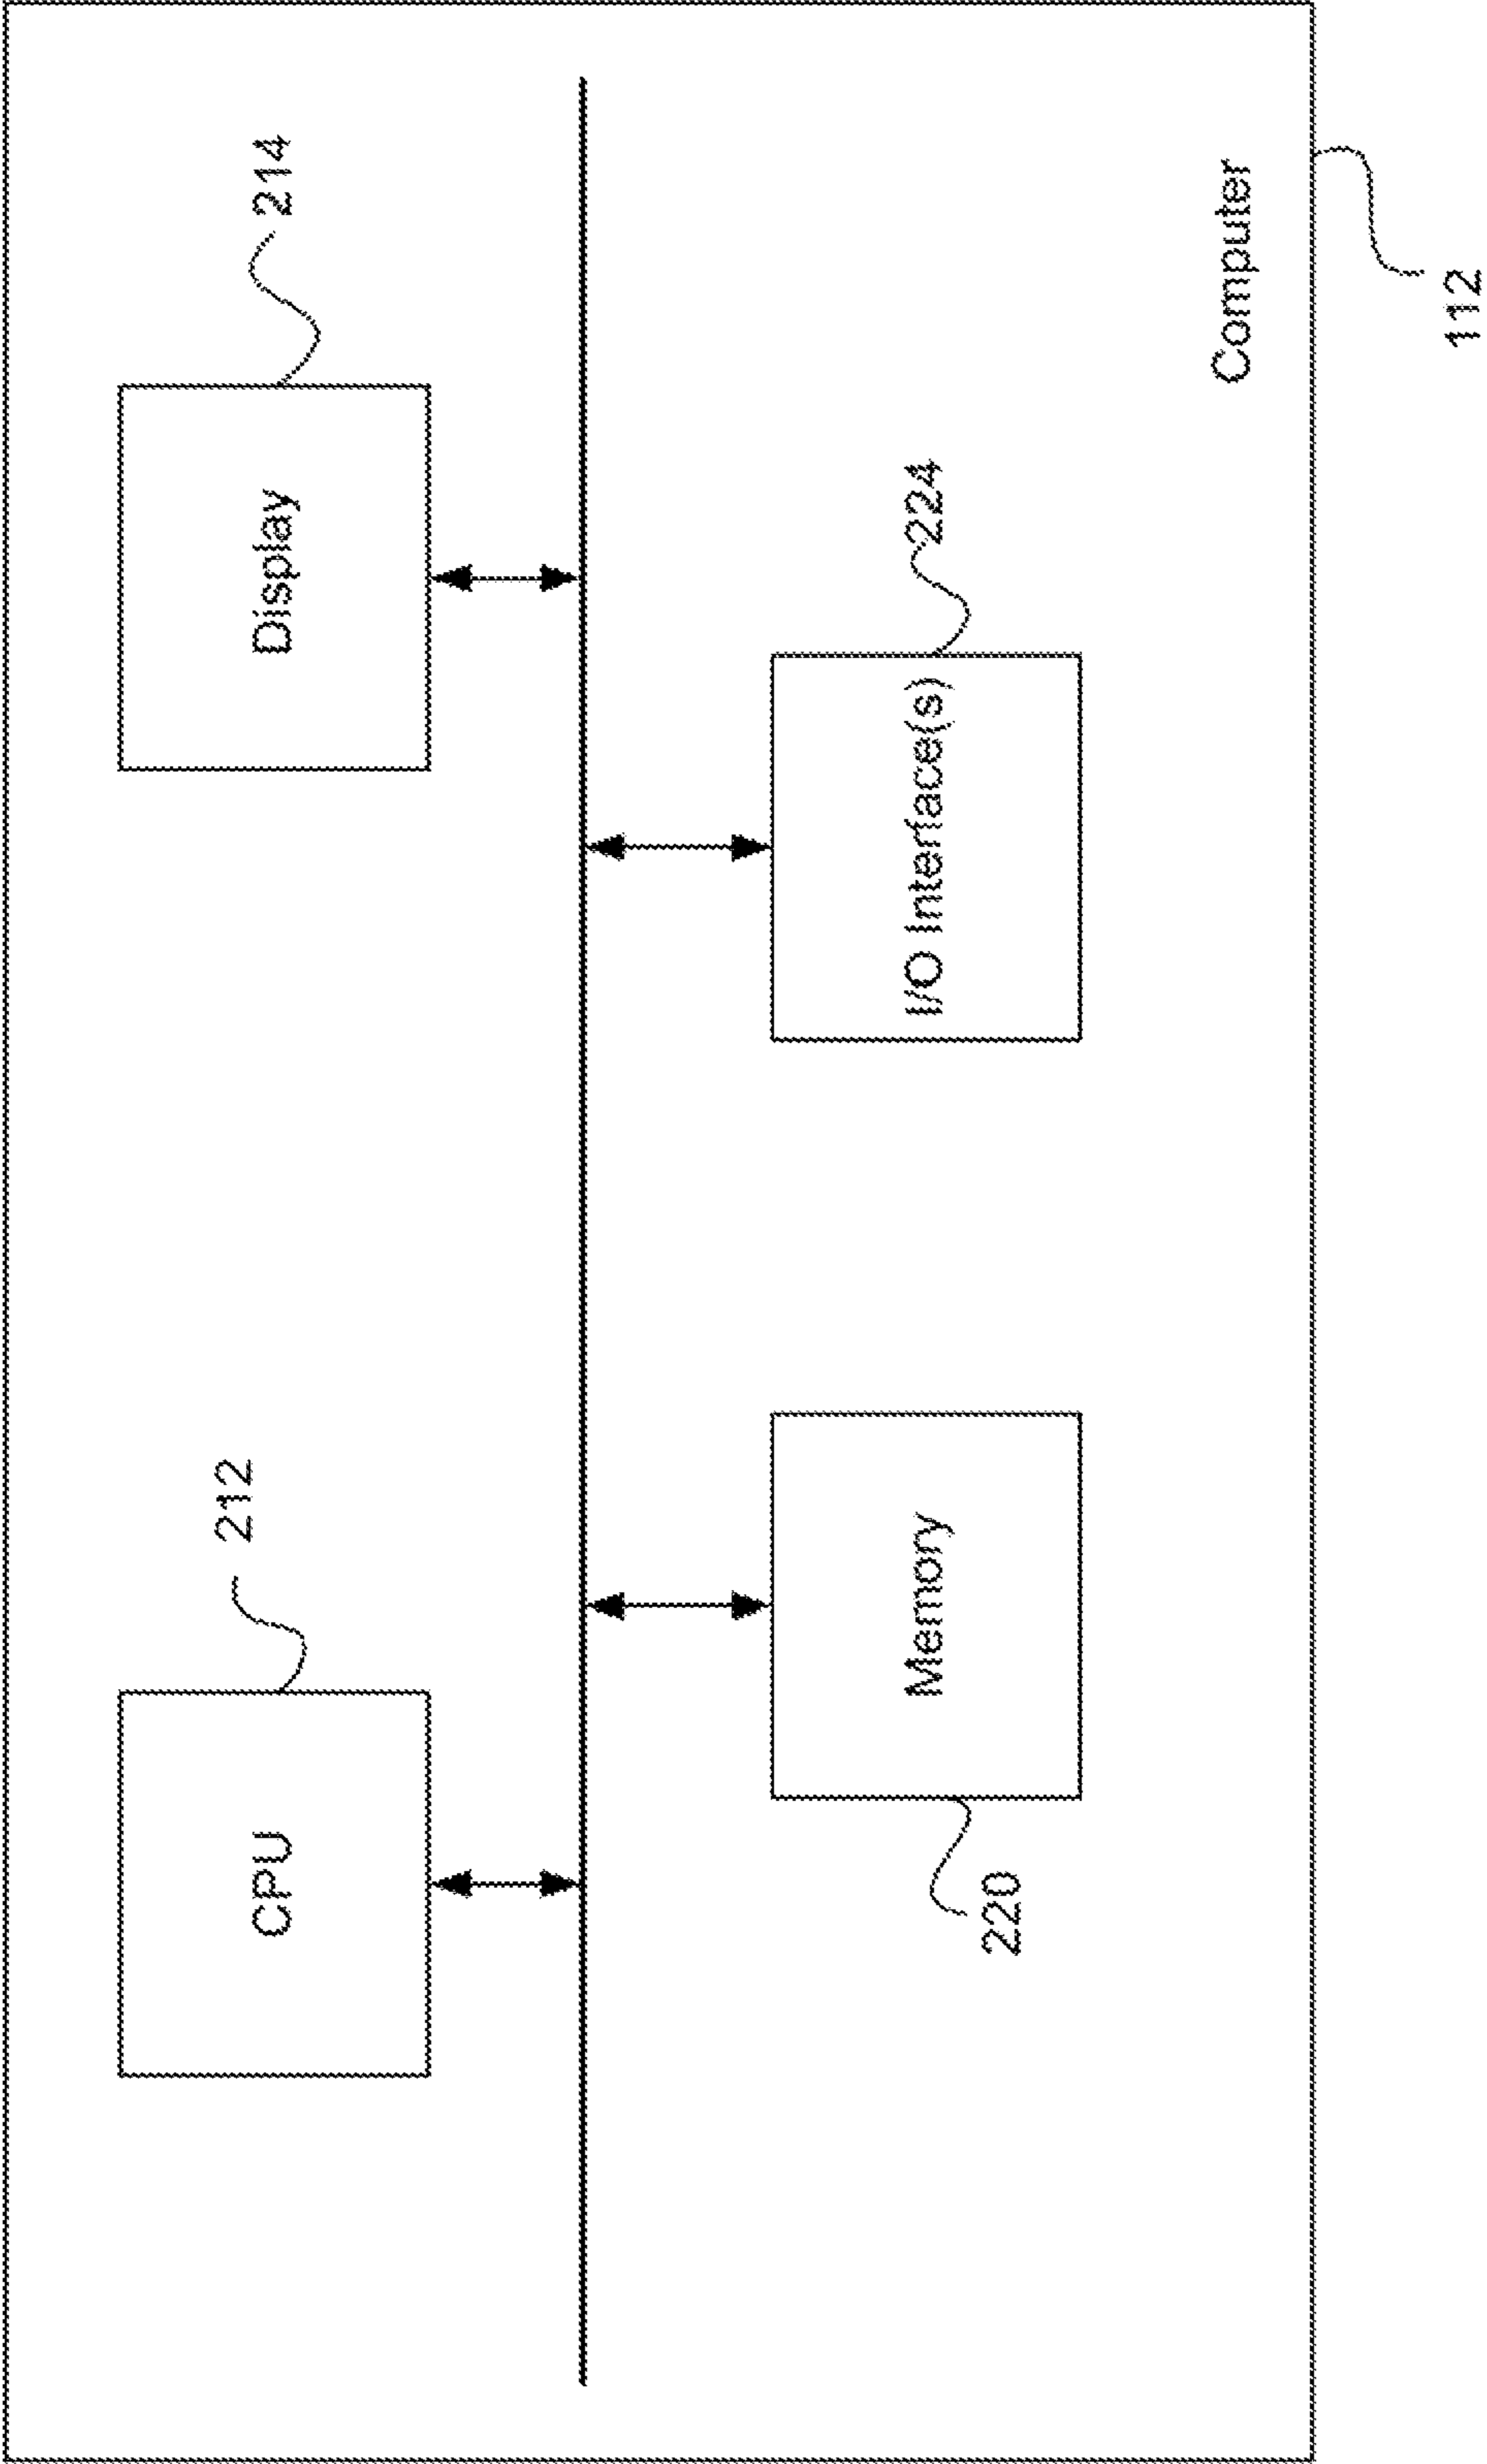 212
214
CPU
Display
Memory
I/O Interface(s)
224
220
Computer
112